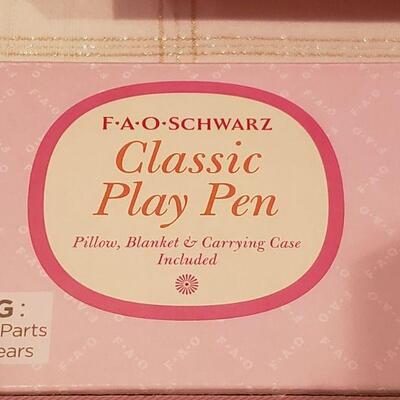 F·A·O·SCHWARZ
Classic
Play Pen
Pillow, Blanket & Carrying Case
Included
G:
Parts
ears
F·A·O